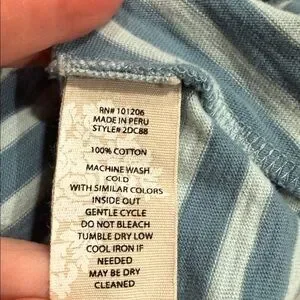 RN# 101206
MADE IN PERU
STYLE# 2DC88
100% COTTON
MACHINE WASH
COLD
WITH SIMILAR COLORS
INSIDE OUT
GENTLE CYCLE
DO NOT BLEACH
TUMBLE DRY LOW
COOL IRON IF
NEEDED
MAY BE DRY
CLEANED